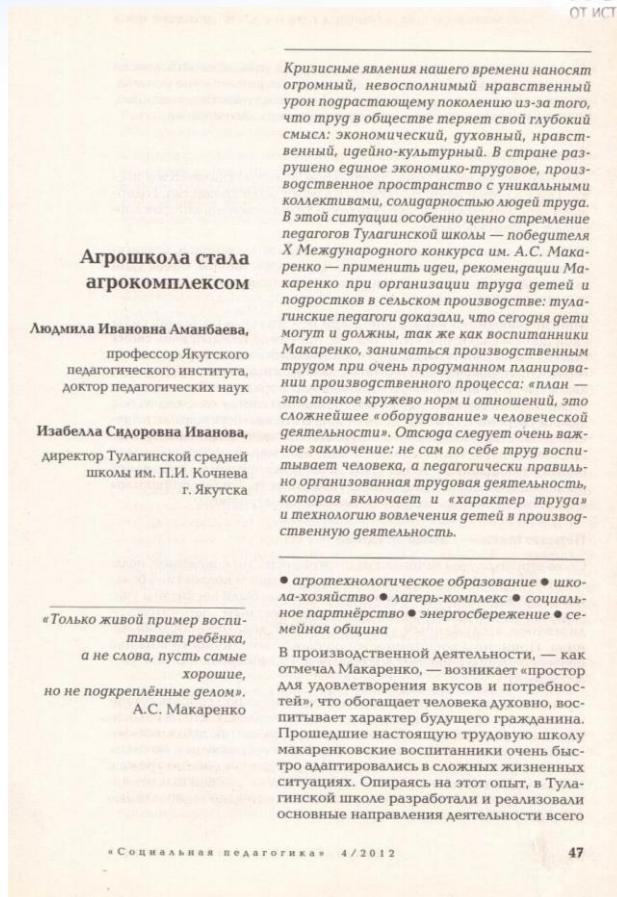 Агрошкола стала
агрокомплексом
Людмила Ивановна Аманбаева,
профессор Якутского
педагогического института,
доктор педагогических наук
Изабелла Сидоровна Иванова,
директор Тулагинской средней
школы им. П.И. Кочнева
г. Якутска
«Только живой пример воспи-
тывает ребёнка,
а не слова, пусть самые
хорошие,
но не подкреплённые делом».
А.С. Макаренко
Кризисные явления нашего времени наносят
огромный, невосполнимый нравственный
урон подрастающему поколению из-за того,
что труд в обществе теряет свой глубокий
смысл: экономический, духовный, нравст-
венный, идейно-культурный. В стране раз-
рушено единое экономико-трудовое, произ-
водственное пространство с уникальными
коллективами, солидарностью людей труда.
В этой ситуации особенно ценно стремление
педагогов Тулагинской школы — победителя
X Международного конкурса им. А.С. Мака-
ренко — применить идеи, рекомендации Ма-
каренко при организации труда детей и
подростков в сельском производстве: тула-
гинские педагоги доказали, что сегодня дети
могут и должны, так же как воспитанники
Макаренко, заниматься производственным
трудом при очень продуманном планирова-
нии производственного процесса: «план —
это тонкое кружево норм и отношений, это
сложнейшее «оборудование» человеческой
деятельности». Отсюда следует очень важ-
ное заключение: не сам по себе труд воспи-
тывает человека, а педагогически правиль-
но организованная трудовая деятельность,
которая включает и «характер труда»
и технологию вовлечения детей в производ-
ственную деятельность.
● агротехнологическое образование ● шко-
ла-хозяйство ● лагерь-комплекс ● социаль-
ное партнёрство ● энергосбережение ● се-
мейная община
В производственной деятельности, — как
отмечал Макаренко, — возникает «простор
для удовлетворения вкусов и потребнос-
тей», что обогащает человека духовно, вос-
питывает характер будущего гражданина.
Прошедшие настоящую трудовую школу
макаренковские воспитанники очень быс-
тро адаптировались в сложных жизненных
ситуациях. Опираясь на этот опыт, в Тула-
гинской школе разработали и реализовали
основные направления деятельности всего
«Социальная педагогика» 4/2012
47